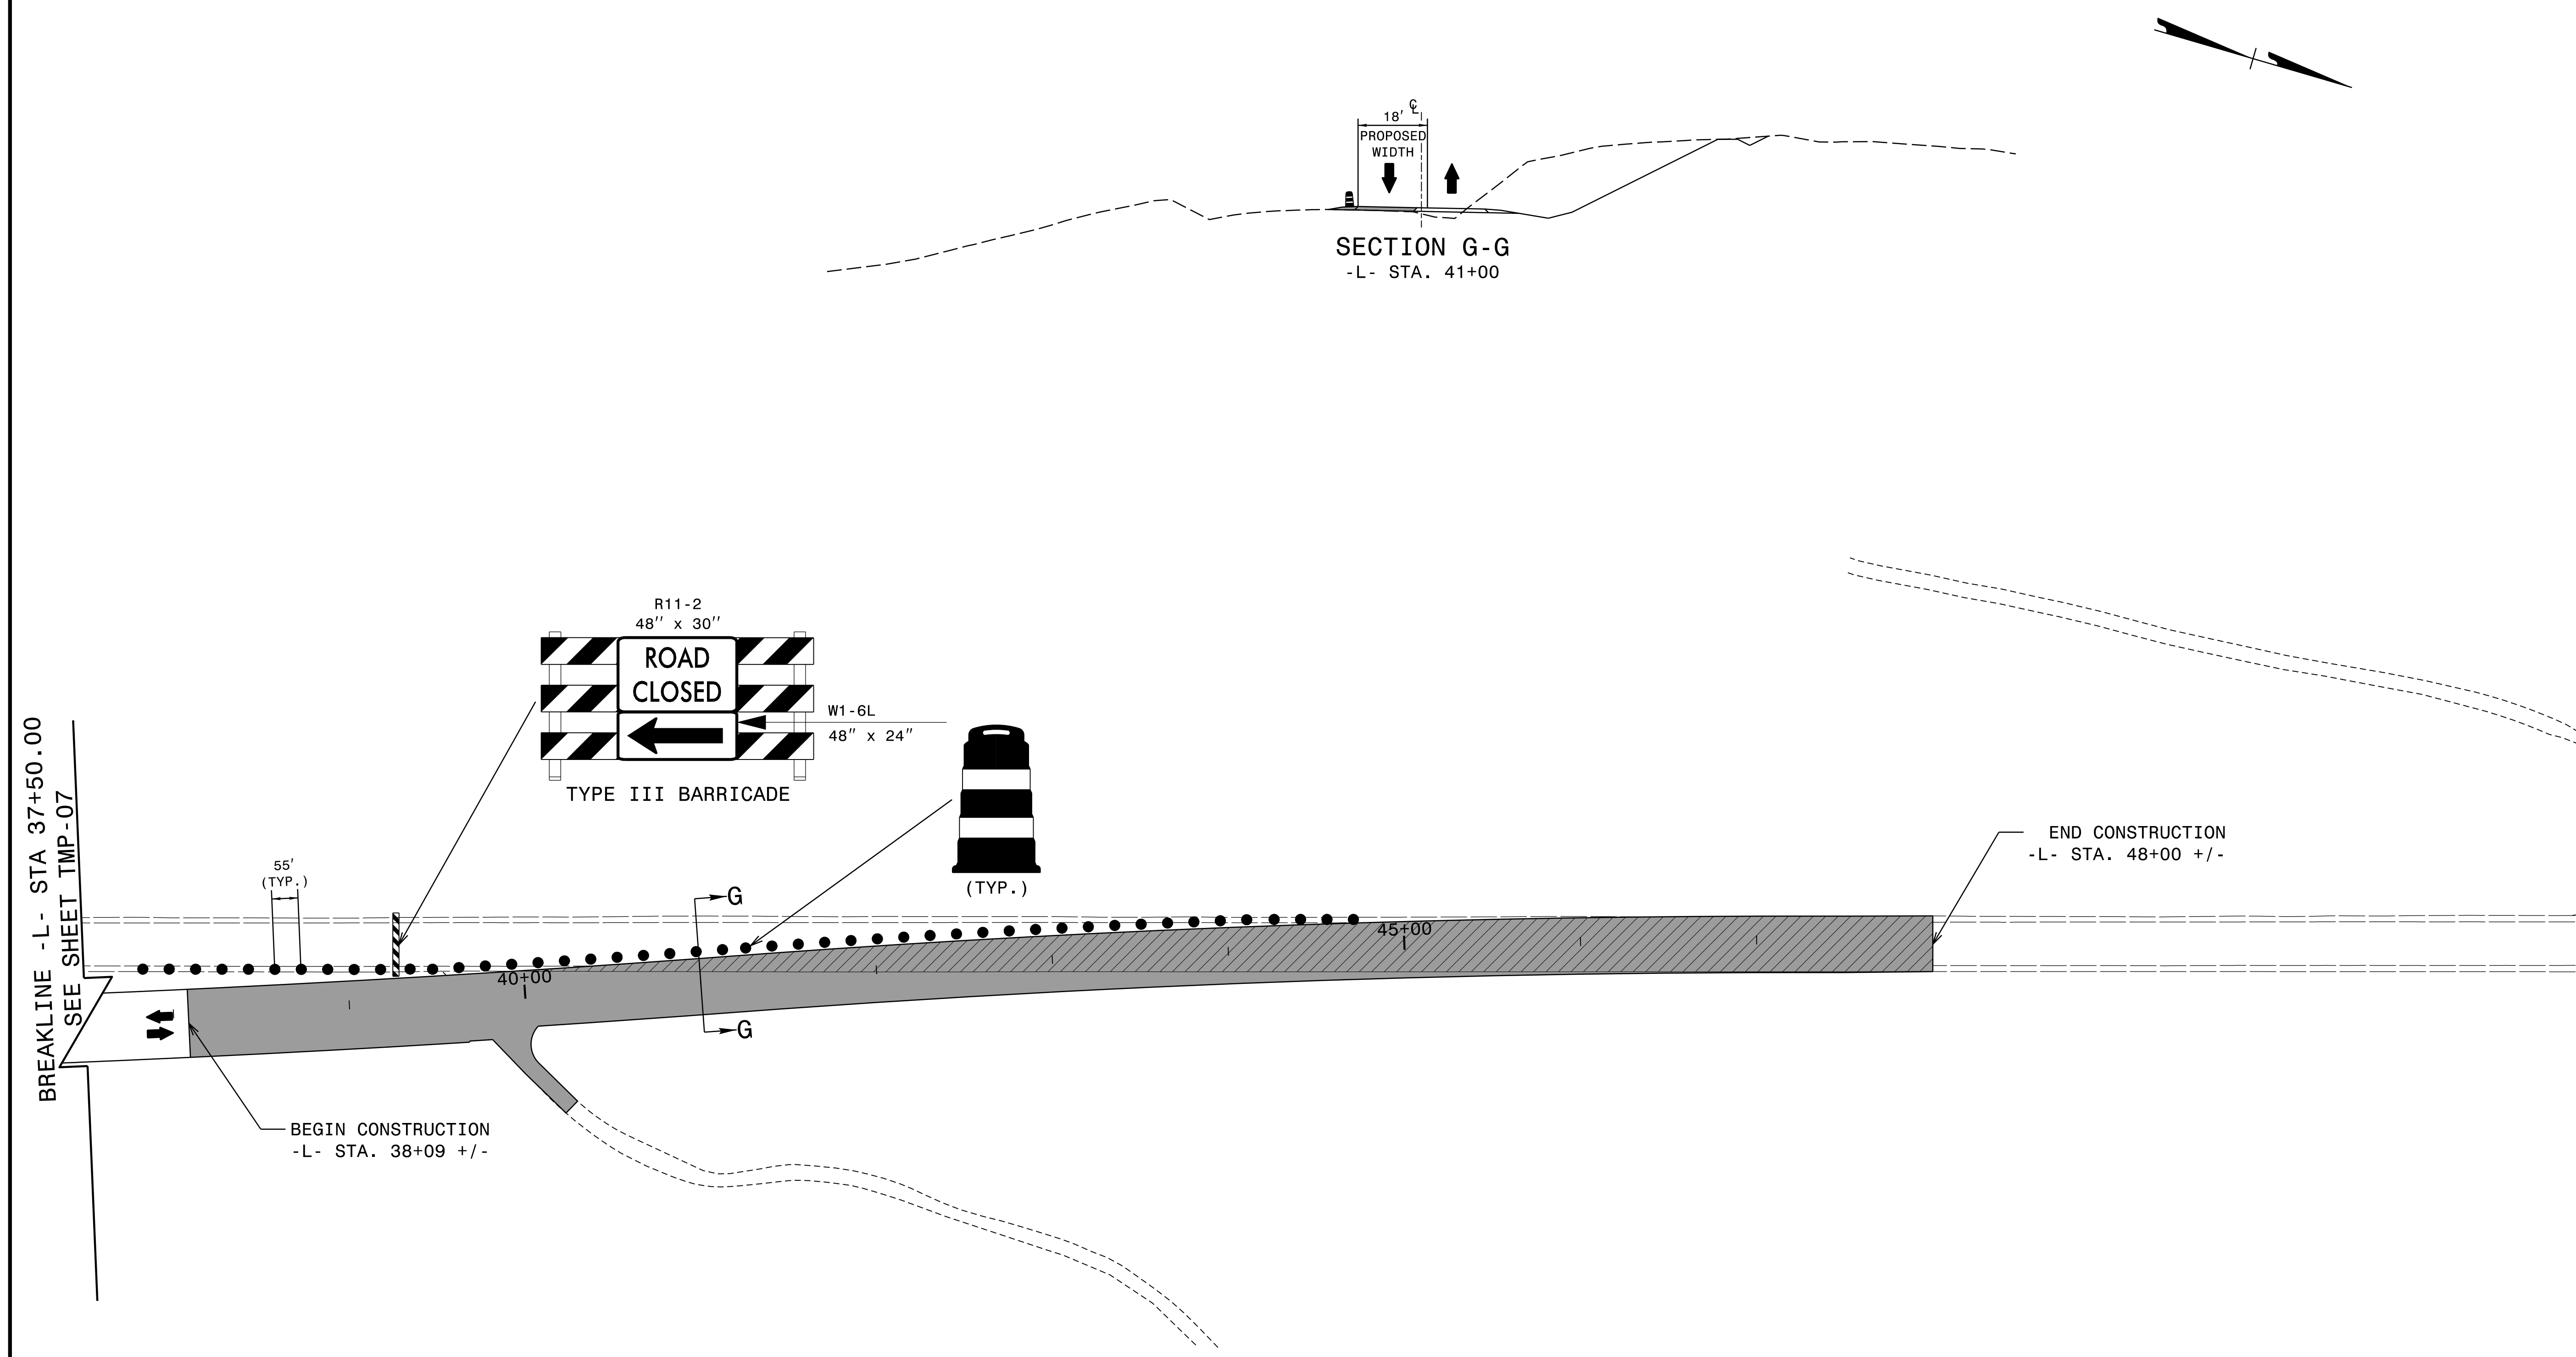 ℄
18'
PROPOSED
WIDTH
SECTION G-G
-L- STA. 41+00
R11-2
48'' x 30''
ROAD
CLOSED
W1-6L
48" x 24"
TYPE III BARRICADE
(TYP.)
BREAKLINE -L- STA 37+50.00
SEE SHEET TMP-07
55'
(TYP.)
G
G
40+00
45+00
END CONSTRUCTION
-L- STA. 48+00 +/-
BEGIN CONSTRUCTION
-L- STA. 38+09 +/-